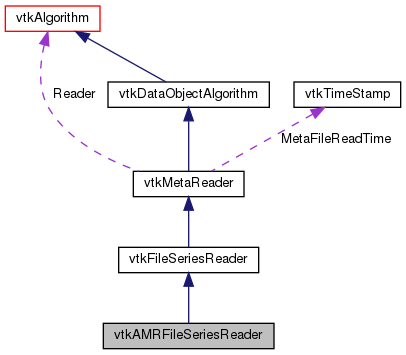 vtkAlgorithm
vtkDataObjectAlgorithm
vtkTimeStamp
Reader
MetaFileReadTime
vtkMetaReader
vtkFileSeriesReader
vtkAMRFileSeriesReader